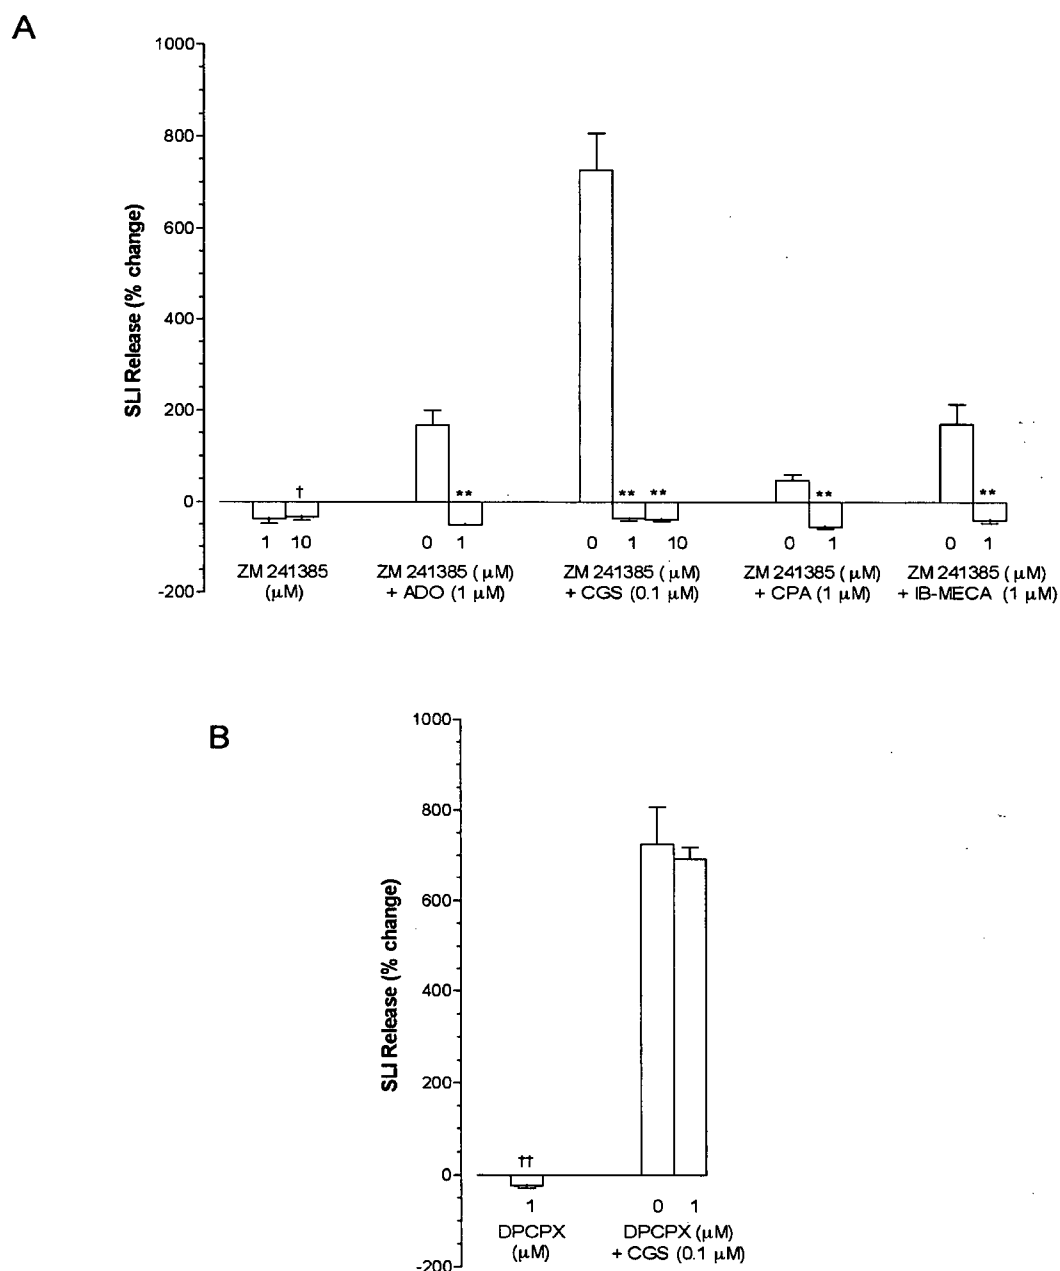 A
1000
800
600
400
200
0
-200
SLI Release (% change)
†
**
** **
**
**
1 10
0 1
0 1 10
0 1
0 1
ZM 241385
(µM)
ZM 241385 (µM)
+ ADO (1 µM)
ZM 241385 (µM)
+ CGS (0.1 µM)
ZM 241385 (µM)
+ CPA (1 µM)
ZM 241385 (µM)
+ IB-MECA (1 µM)
B
1000
800
600
400
200
0
-200
SLI Release (% change)
††
1
0 1
DPCPX
(µM)
DPCPX (µM)
+ CGS (0.1 µM)